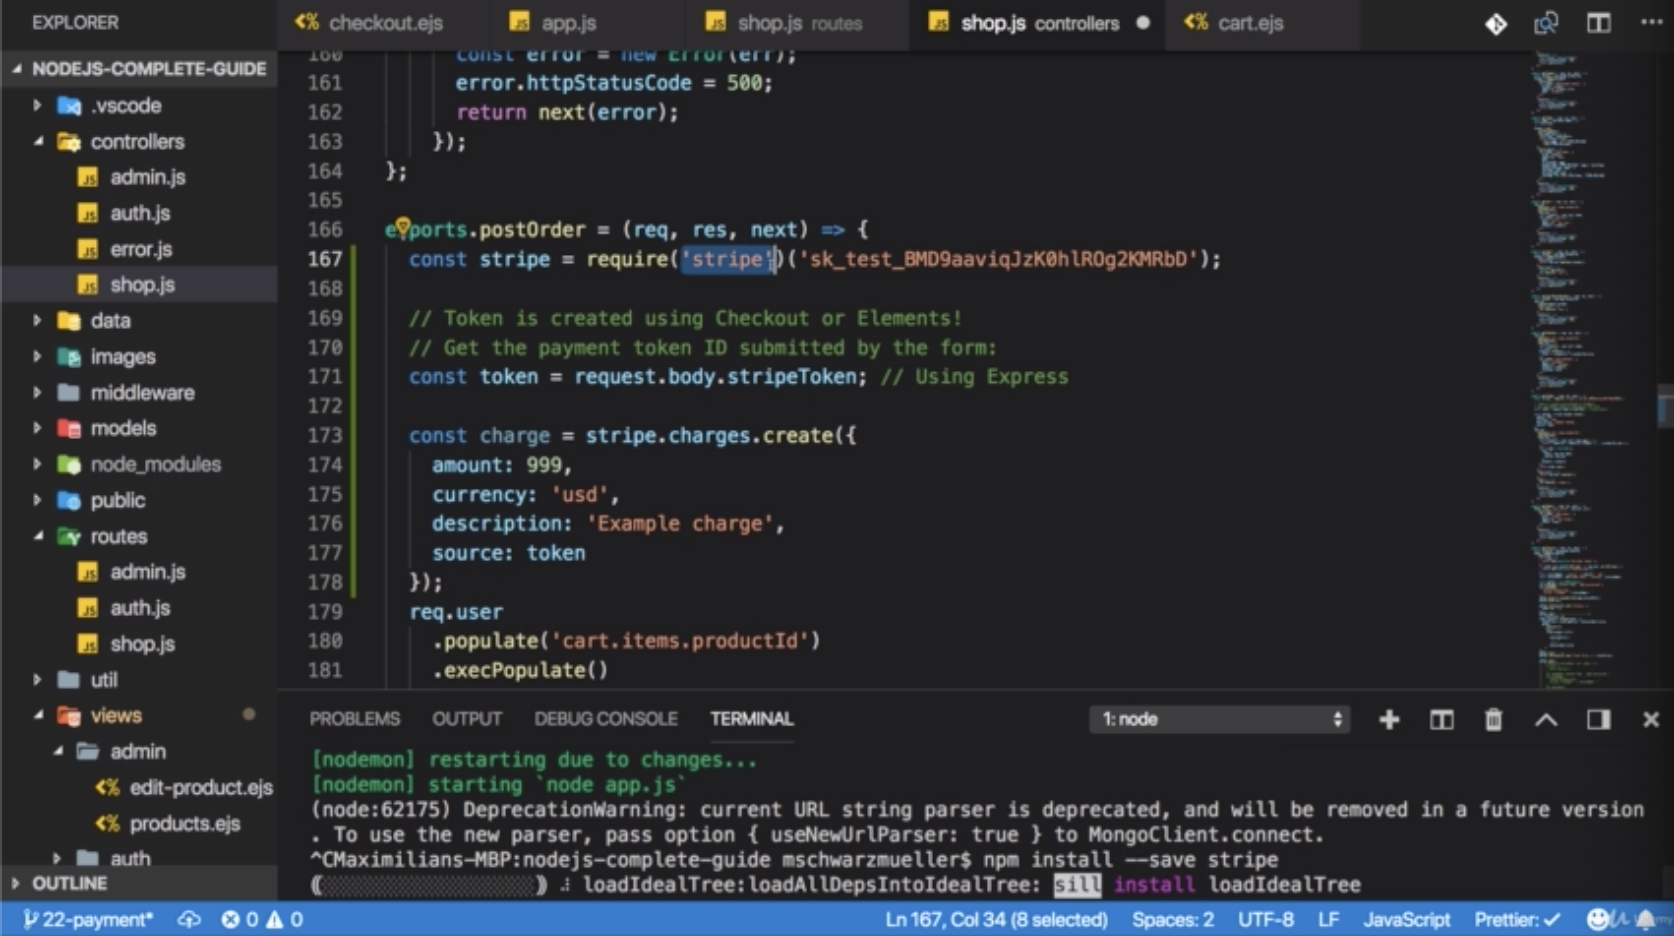 EXPLORER
checkout.ejs
app.js
shop.js routes
shop.js controllers
cart.ejs
NODEJS-COMPLETE-GUIDE
.vscode
controllers
admin.js
auth.js
error.js
shop.js
data
images
middleware
models
node_modules
public
routes
admin.js
auth.js
shop.js
util
views
admin
edit-product.ejs
products.ejs
auth
OUTLINE
160 const error = new Error(err);
161 error.httpStatusCode = 500;
162 return next(error);
163 });
164 };
165
166 exports.postOrder = (req, res, next) => {
167 const stripe = require('stripe')('sk_test_BMD9aaviqJzK0hlROg2KMRbD');
168
169 // Token is created using Checkout or Elements!
170 // Get the payment token ID submitted by the form:
171 const token = request.body.stripeToken; // Using Express
172
173 const charge = stripe.charges.create({
174 amount: 999,
175 currency: 'usd',
176 description: 'Example charge',
177 source: token
178 });
179 req.user
180 .populate('cart.items.productId')
181 .execPopulate()
PROBLEMS OUTPUT DEBUG CONSOLE TERMINAL 1: node
[nodemon] restarting due to changes...
[nodemon] starting `node app.js`
(node:62175) DeprecationWarning: current URL string parser is deprecated, and will be removed in a future version
. To use the new parser, pass option { useNewUrlParser: true } to MongoClient.connect.
^CMaximilians-MBP:nodejs-complete-guide mschwarzmueller$ npm install --save stripe
loadIdealTree:loadAllDepsIntoIdealTree: sill install loadIdealTree
22-payment* 0 0 Ln 167, Col 34 (8 selected) Spaces: 2 UTF-8 LF JavaScript Prettier: ✓